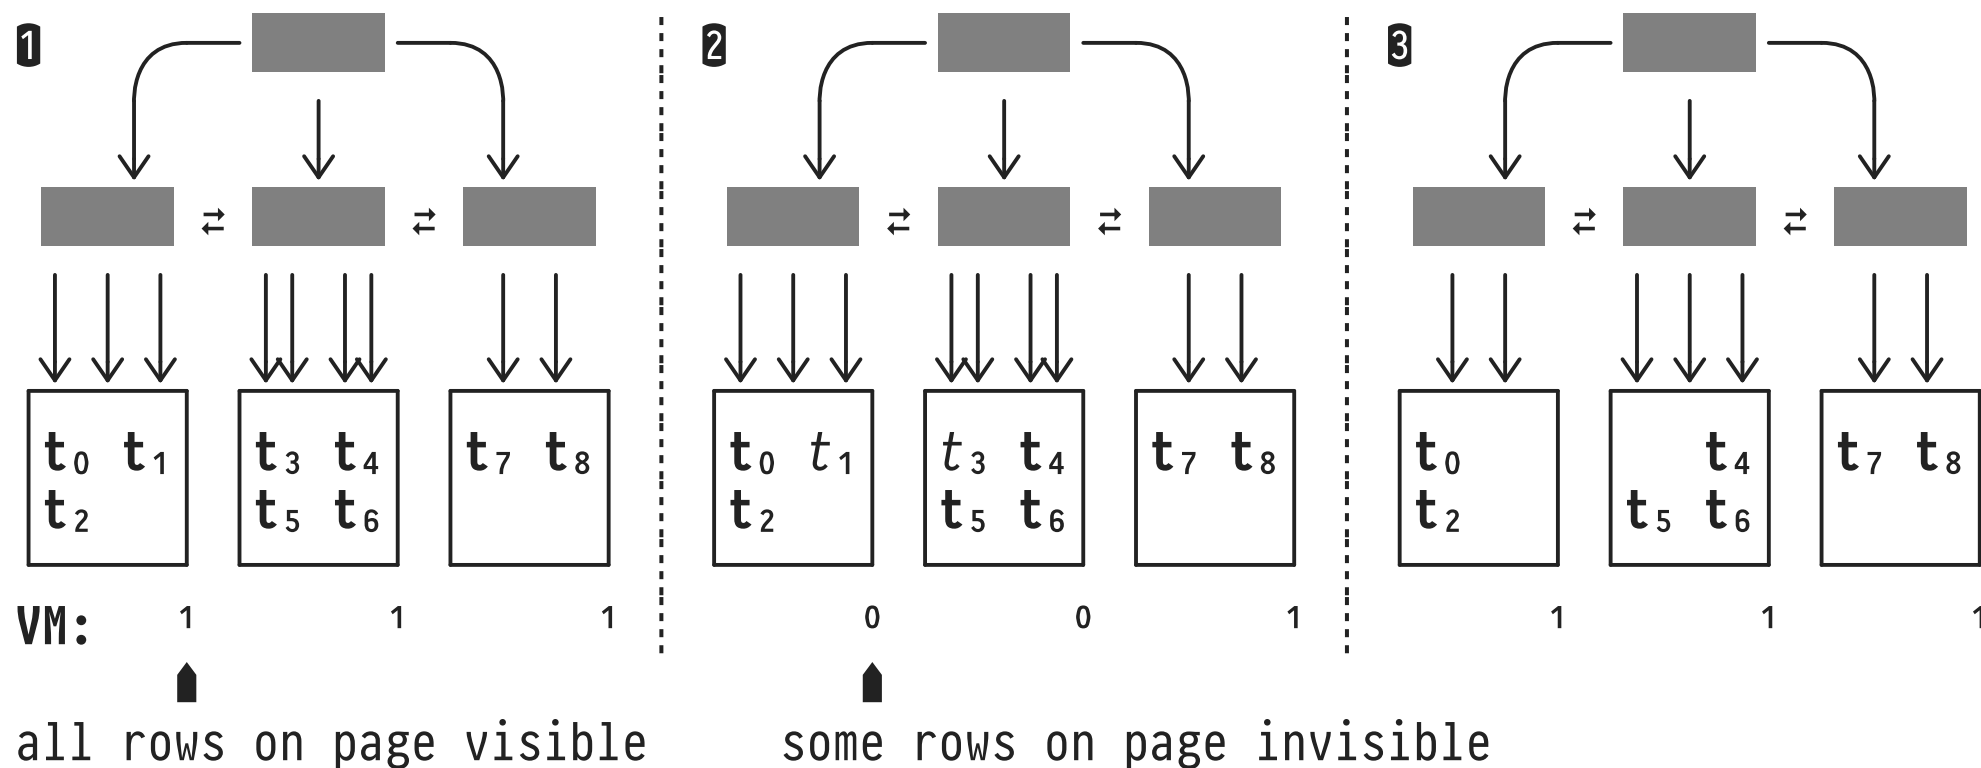 1 2 3
t0 t1 t3 t4 t7 t8 t0 t1 t3 t4 t7 t8 t0 t4 t7 t8
t2 t5 t6 t2 t5 t6 t2 t5 t6
VM: 1 1 1 0 0 1 1 1 1
all rows on page visible some rows on page invisible